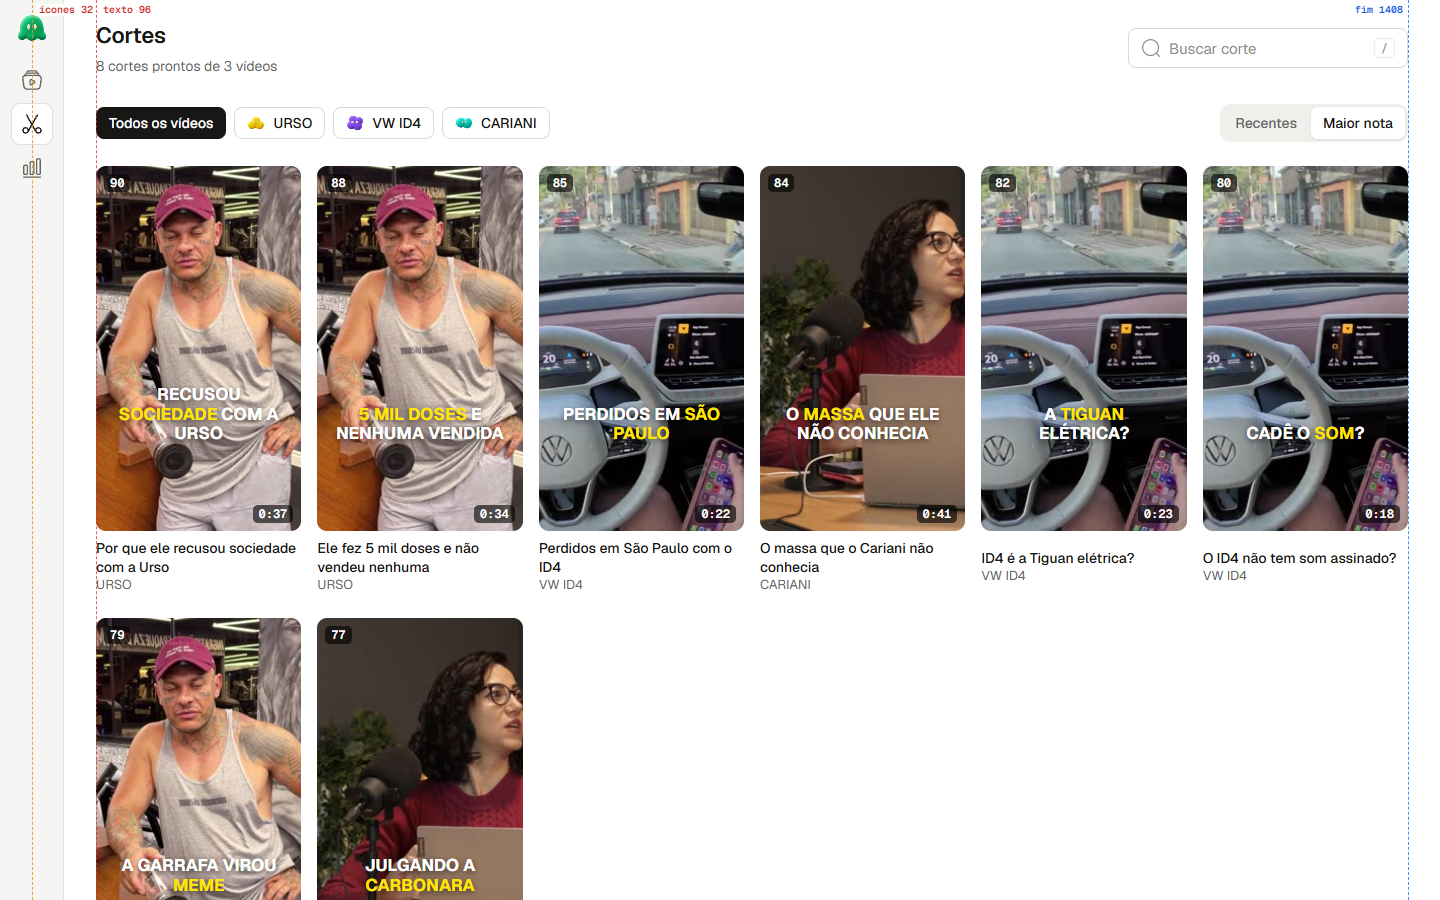 icones 32 texto 96
fim 1408
Cortes
8 cortes prontos de 3 vídeos
Buscar corte
/
Todos os vídeos
URSO
VW ID4
CARIANI
Recentes
Maior nota
90
RECUSOU
SOCIEDADE COM A
URSO
0:37
Por que ele recusou sociedade
com a Urso
URSO
88
5 MIL DOSES E
NENHUMA VENDIDA
0:34
Ele fez 5 mil doses e não
vendeu nenhuma
URSO
85
20
PERDIDOS EM SÃO
PAULO
0:22
Perdidos em São Paulo com o
ID4
VW ID4
84
O MASSA QUE ELE
NÃO CONHECIA
0:41
O massa que o Cariani não
conhecia
CARIANI
82
20
A TIGUAN
ELÉTRICA?
0:23
ID4 é a Tiguan elétrica?
VW ID4
80
20
CADÊ O SOM?
0:18
O ID4 não tem som assinado?
VW ID4
79
A GARRAFA VIROU
MEME
77
JULGANDO A
CARBONARA